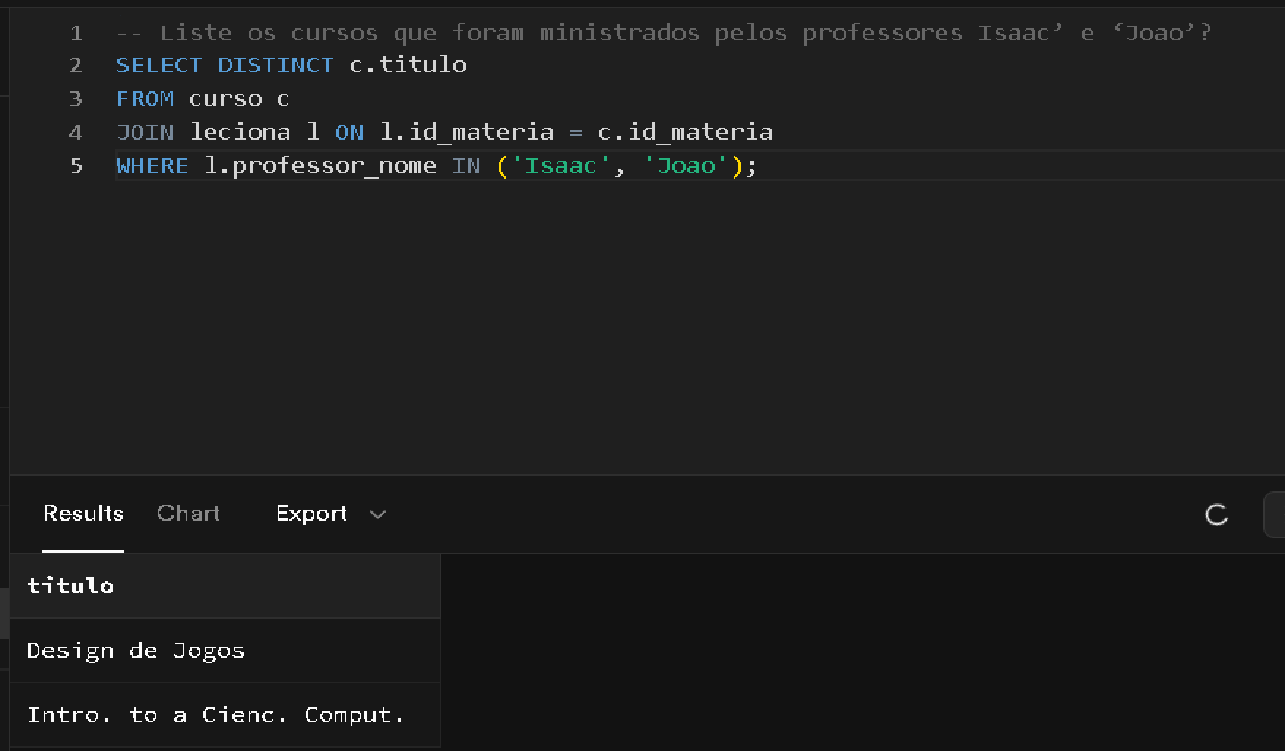 1 -- Liste os cursos que foram ministrados pelos professores Isaac’ e ‘Joao’?
2 SELECT DISTINCT c.titulo
3 FROM curso c
4 JOIN leciona l ON l.id_materia = c.id_materia
5 WHERE l.professor_nome IN ('Isaac', 'Joao');
Results Chart Export
titulo
Design de Jogos
Intro. to a Cienc. Comput.